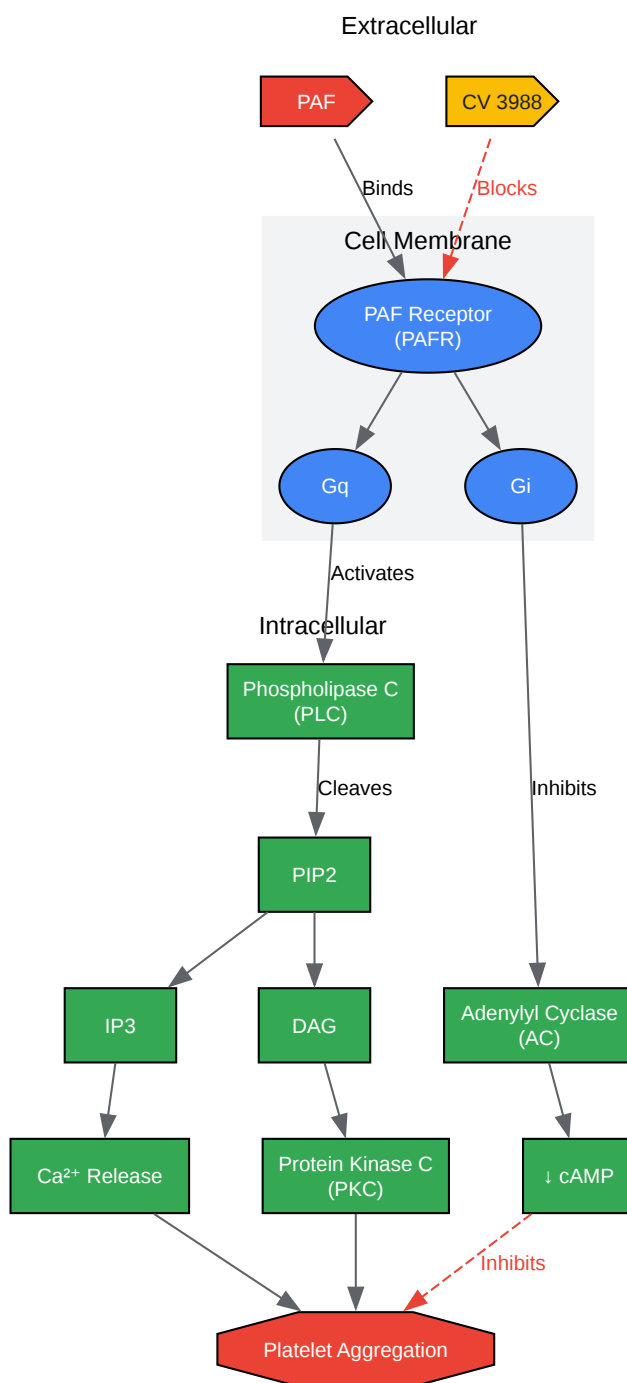 Extracellular
PAF
CV 3988
Binds
Blocks
Cell Membrane
PAF Receptor
(PAFR)
Gq
Gi
Activates
Intracellular
Phospholipase C
(PLC)
Cleaves
Inhibits
PIP2
IP3
DAG
Adenylyl Cyclase
(AC)
Ca²⁺ Release
Protein Kinase C
(PKC)
↓ cAMP
Inhibits
Platelet Aggregation